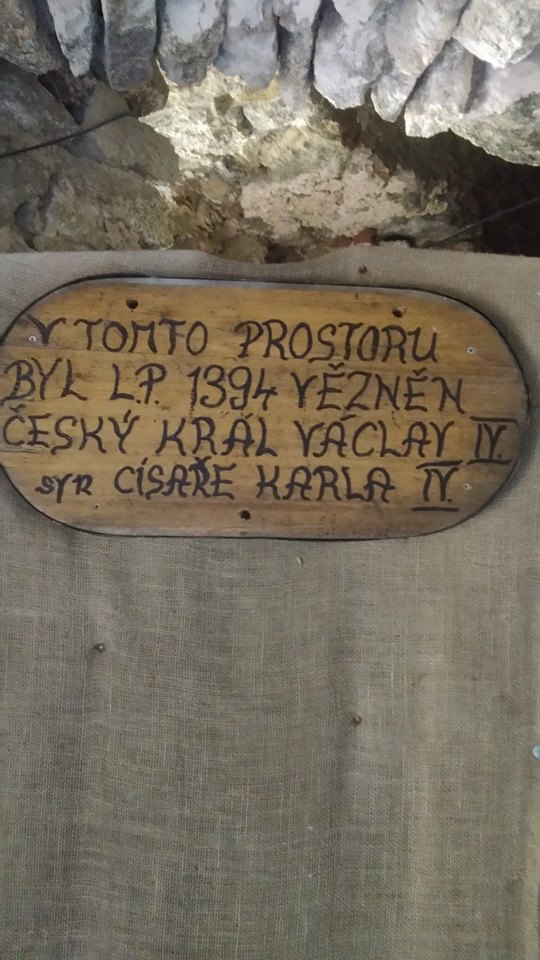 V TOMTO PROSTORU
BYL L.P. 1394 VĚZNĚN
ČESKÝ KRÁL VÁCLAV IV.
syn CÍSAŘE KARLA IV.